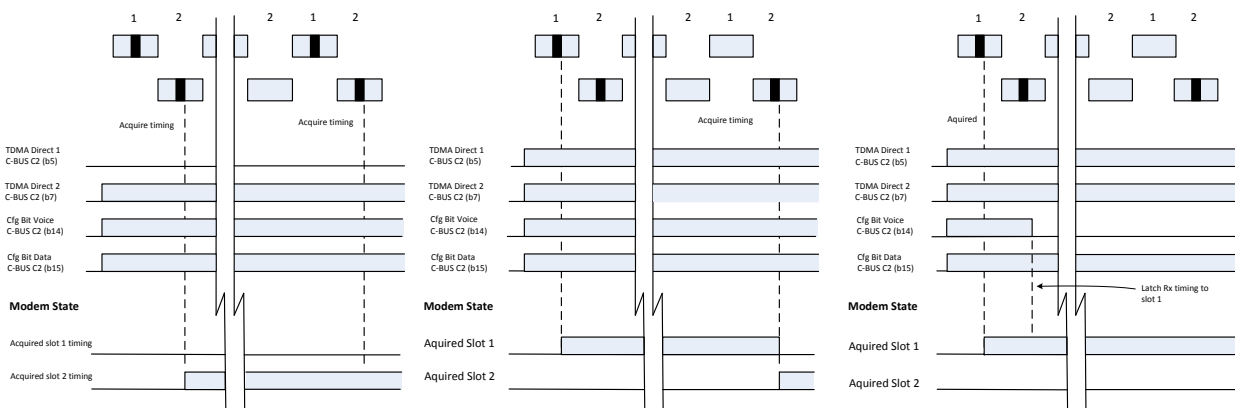 1 2 2 1 2
Acquire timing Acquire timing
TDMA Direct 1
C-BUS C2 (b5)
TDMA Direct 2
C-BUS C2 (b7)
Cfg Bit Voice
C-BUS C2 (b14)
Cfg Bit Data
C-BUS C2 (b15)
Modem State
Acquired slot 1 timing
Acquired slot 2 timing
1 2 2 1 2
Acquire timing
TDMA Direct 1
C-BUS C2 (b5)
TDMA Direct 2
C-BUS C2 (b7)
Cfg Bit Voice
C-BUS C2 (b14)
Cfg Bit Data
C-BUS C2 (b15)
Modem State
Aquired Slot 1
Aquired Slot 2
1 2 2 1 2
Aquired
TDMA Direct 1
C-BUS C2 (b5)
TDMA Direct 2
C-BUS C2 (b7)
Cfg Bit Voice
C-BUS C2 (b14)
Cfg Bit Data
C-BUS C2 (b15)
Latch Rx timing to
slot 1
Modem State
Aquired Slot 1
Aquired Slot 2